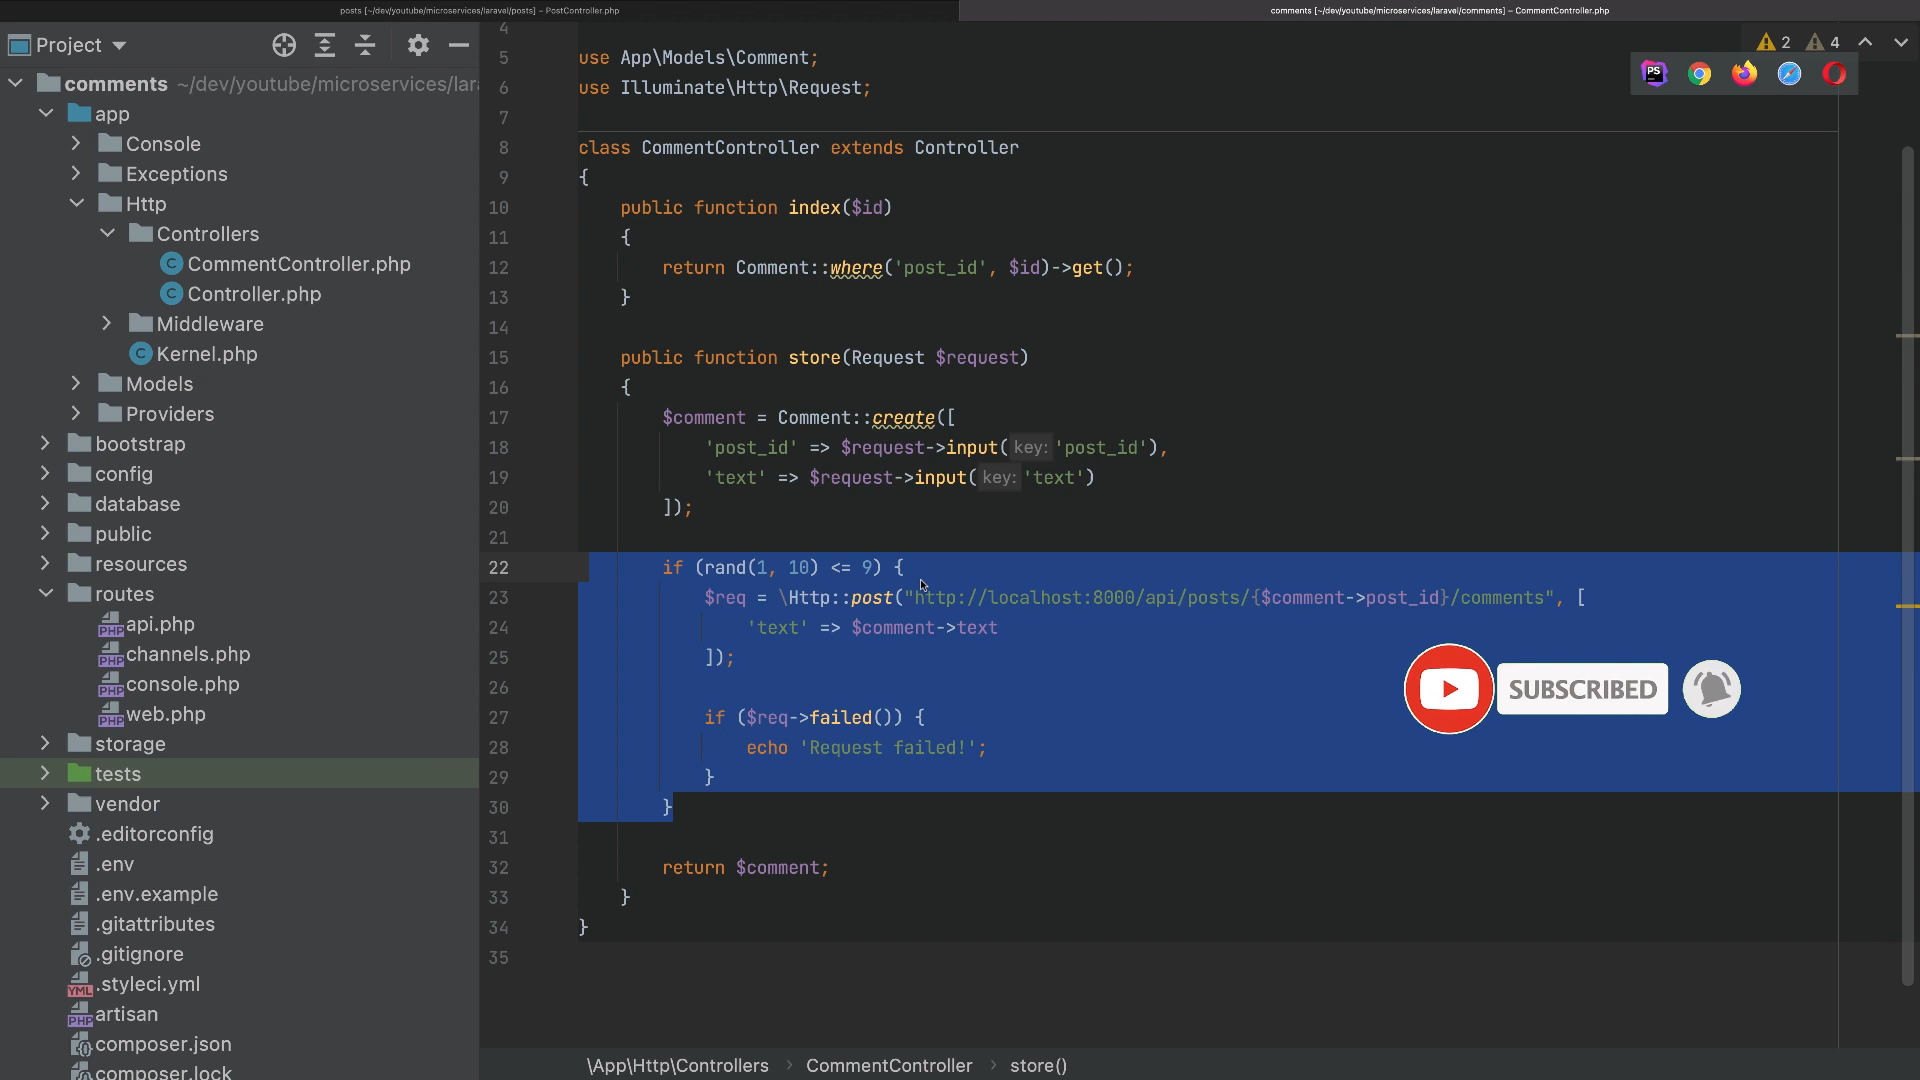 posts [~/dev/youtube/microservices/laravel/posts] – PostController.php
comments [~/dev/youtube/microservices/laravel/comments] – CommentController.php
Project
comments ~/dev/youtube/microservices/lar
app
Console
Exceptions
Http
Controllers
CommentController.php
Controller.php
Middleware
Kernel.php
Models
Providers
bootstrap
config
database
public
resources
routes
api.php
channels.php
console.php
web.php
storage
tests
vendor
.editorconfig
.env
.env.example
.gitattributes
.gitignore
.styleci.yml
artisan
composer.json
composer.lock
2 4
PS
4
5 use App\Models\Comment;
6 use Illuminate\Http\Request;
7
8 class CommentController extends Controller
9 {
10 public function index($id)
11 {
12 return Comment::where('post_id', $id)->get();
13 }
14
15 public function store(Request $request)
16 {
17 $comment = Comment::create([
18 'post_id' => $request->input( key: 'post_id'),
19 'text' => $request->input( key: 'text')
20 ]);
21
22 if (rand(1, 10) <= 9) {
23 $req = \Http::post("http://localhost:8000/api/posts/{$comment->post_id}/comments", [
24 'text' => $comment->text
25 ]);
26
27 if ($req->failed()) {
28 echo 'Request failed!';
29 }
30 }
31
32 return $comment;
33 }
34 }
35
SUBSCRIBED
\App\Http\Controllers › CommentController › store()